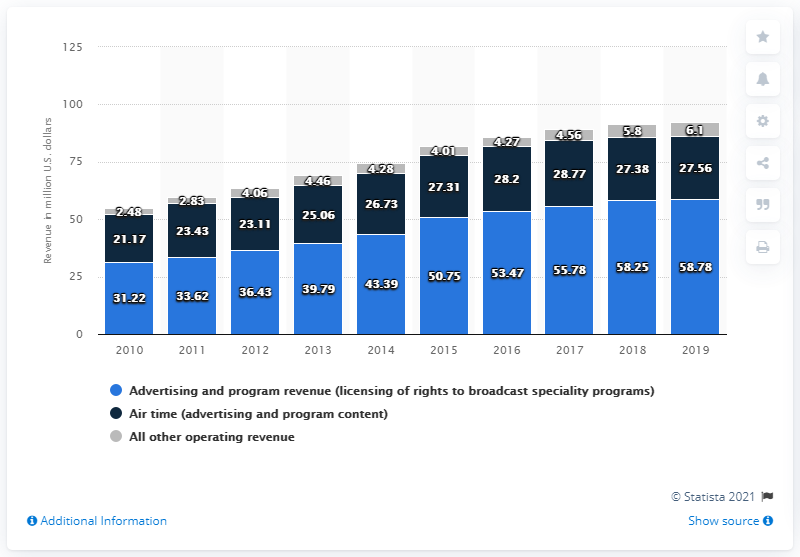 125
100
75
50
25
0
Revenue in million U.S. dollars
2.48 2.83 4.06 4.46 4.28 4.01 4.27 4.56 5.8 6.1
21.17 23.43 23.11 25.06 26.73 27.31 28.2 28.77 27.38 27.56
31.22 33.62 36.43 39.79 43.39 50.75 53.47 55.78 58.25 58.78
2010 2011 2012 2013 2014 2015 2016 2017 2018 2019
Advertising and program revenue (licensing of rights to broadcast speciality programs)
Air time (advertising and program content)
All other operating revenue
© Statista 2021
Additional Information
Show source